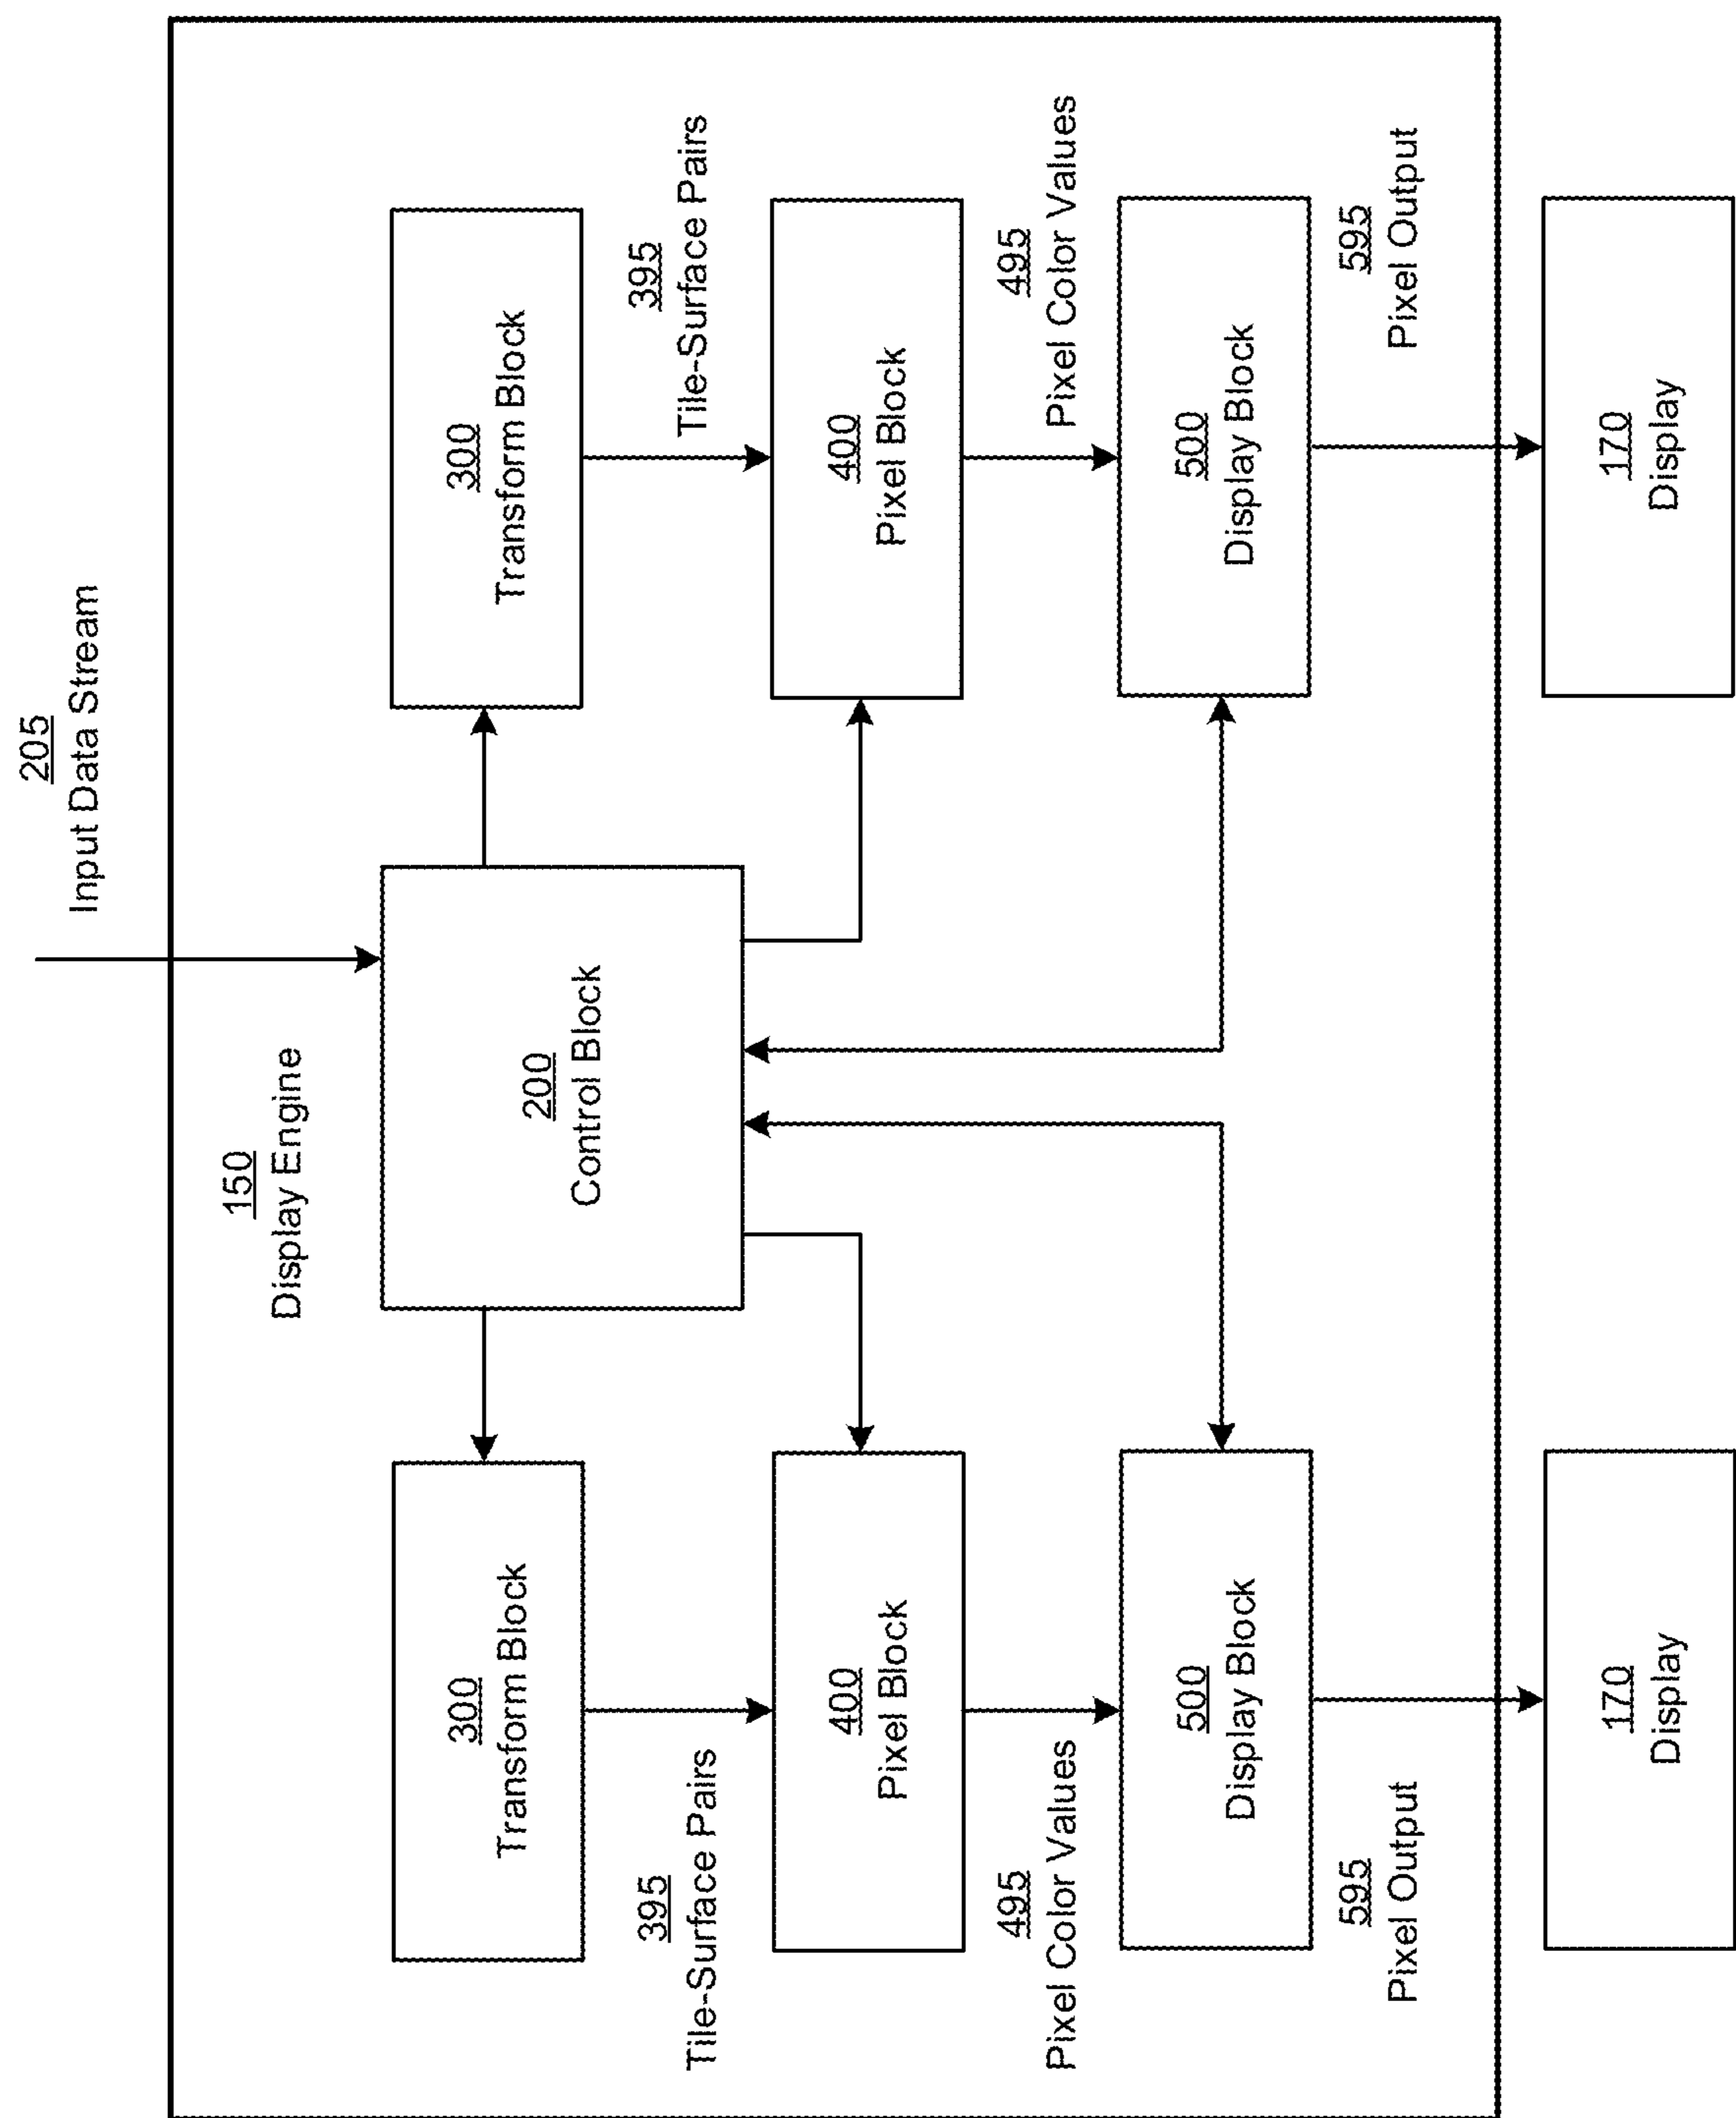 205
Input Data Stream
150
Display Engine
200
Control Block
300
Transform Block
300
Transform Block
395
Tile-Surface Pairs
395
Tile-Surface Pairs
400
Pixel Block
400
Pixel Block
495
Pixel Color Values
495
Pixel Color Values
500
Display Block
500
Display Block
595
Pixel Output
595
Pixel Output
170
Display
170
Display